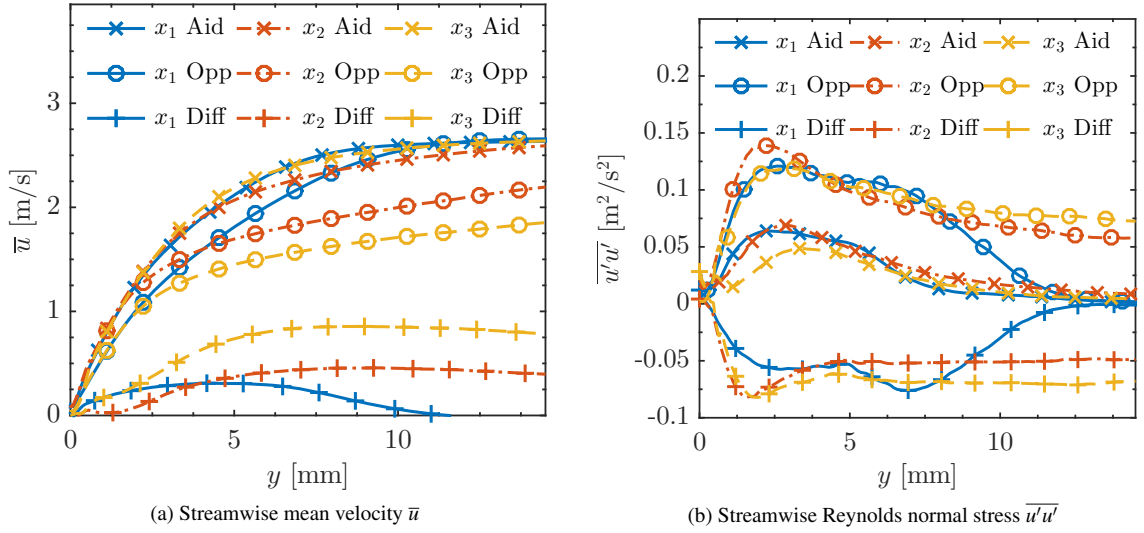 x₁ Aid x₂ Aid x₃ Aid
x₁ Opp x₂ Opp x₃ Opp
x₁ Diff x₂ Diff x₃ Diff
3
2
1
0
0 5 10
u̅ [m/s]
y [mm]
(a) Streamwise mean velocity u̅
x₁ Aid x₂ Aid x₃ Aid
x₁ Opp x₂ Opp x₃ Opp
x₁ Diff x₂ Diff x₃ Diff
0.2
0.15
0.1
0.05
0
-0.05
-0.1
0 5 10
u̅'̅u̅'̅ [m²/s²]
y [mm]
(b) Streamwise Reynolds normal stress u̅'̅u̅'̅